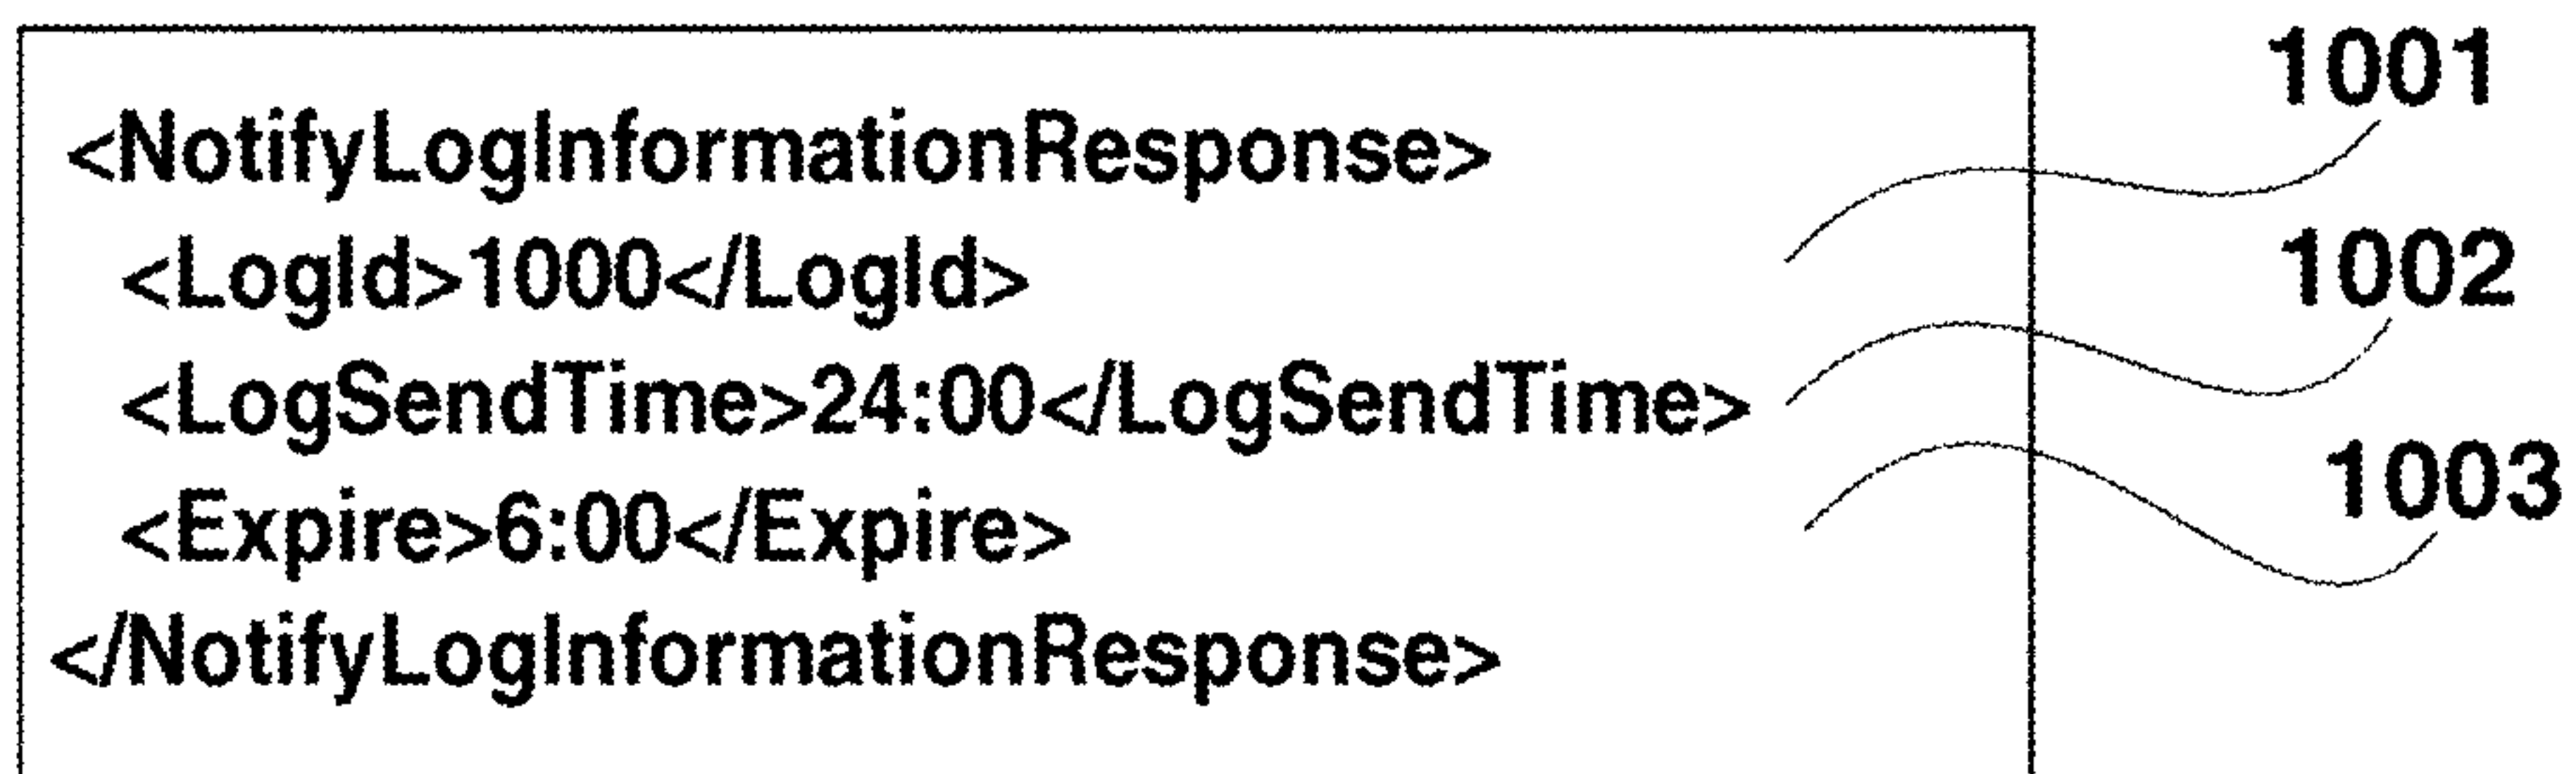 <NotifyLogInformationResponse>
<LogId>1000</LogId>
<LogSendTime>24:00</LogSendTime>
<Expire>6:00</Expire>
</NotifyLogInformationResponse>
1001
1002
1003